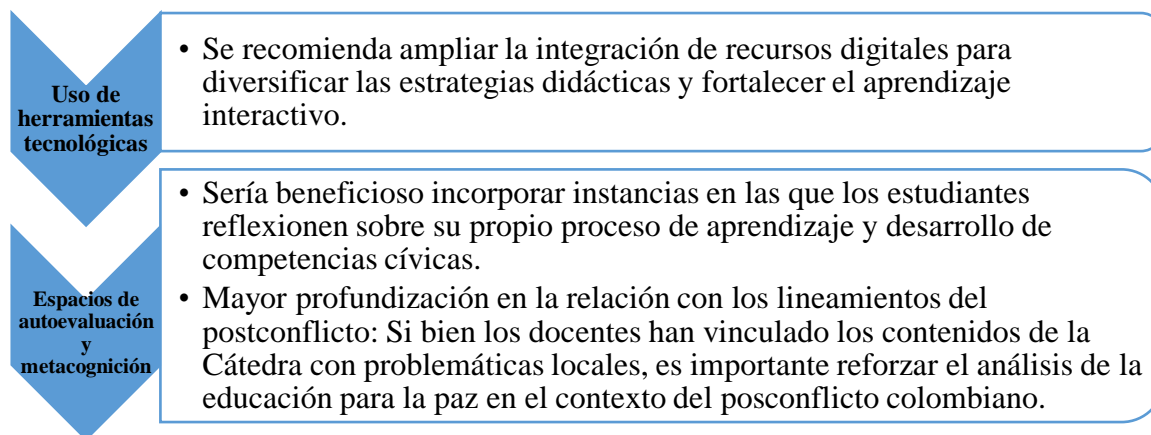 Uso de
herramientas
tecnológicas
• Se recomienda ampliar la integración de recursos digitales para
diversificar las estrategias didácticas y fortalecer el aprendizaje
interactivo.
Espacios de
autoevaluación
y
metacognición
• Sería beneficioso incorporar instancias en las que los estudiantes
reflexionen sobre su propio proceso de aprendizaje y desarrollo de
competencias cívicas.
• Mayor profundización en la relación con los lineamientos del
postconflicto: Si bien los docentes han vinculado los contenidos de la
Cátedra con problemáticas locales, es importante reforzar el análisis de la
educación para la paz en el contexto del posconflicto colombiano.